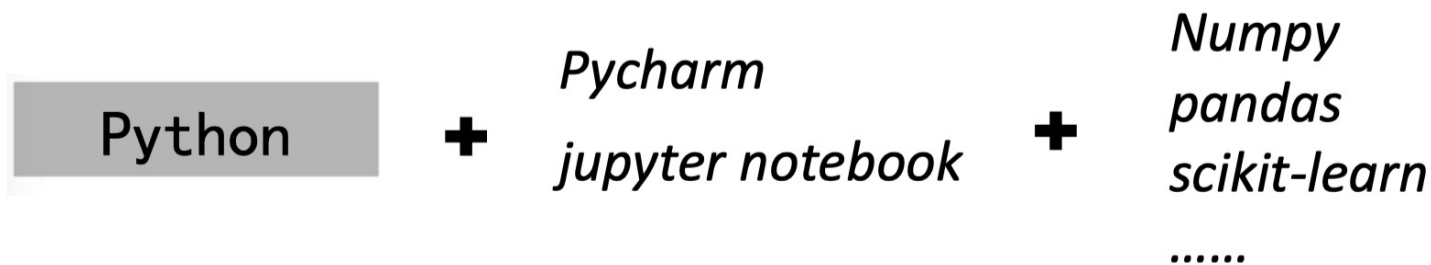 Python
+
Pycharm
jupyter notebook
+
Numpy
pandas
scikit-learn
......